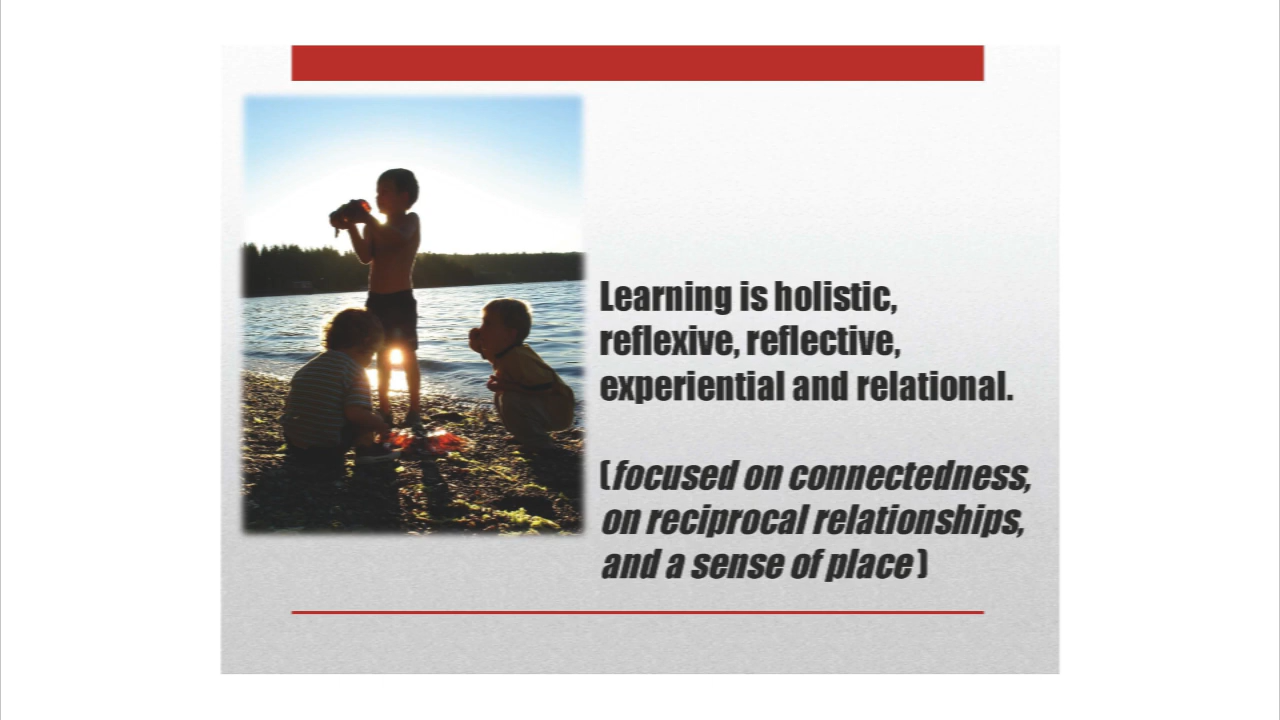 Learning is holistic,
reflexive, reflective,
experiential and relational.
(focused on connectedness,
on reciprocal relationships,
and a sense of place)